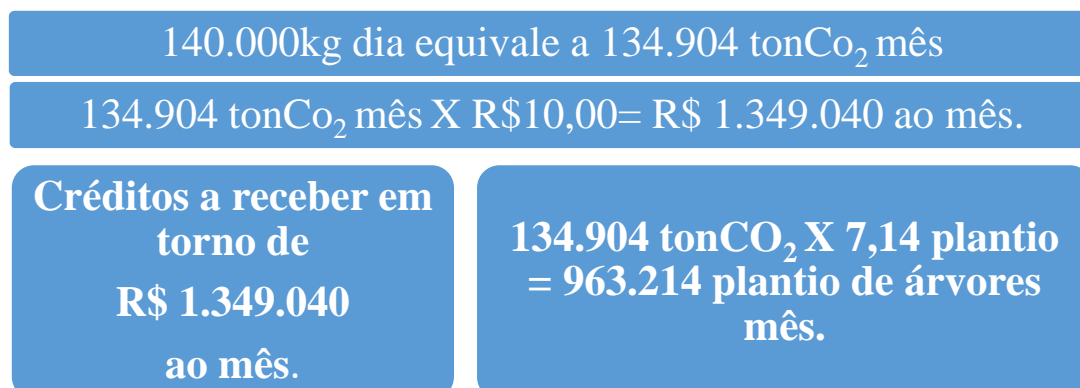 140.000kg dia equivale a 134.904 tonCo₂ mês
134.904 tonCo₂ mês X R$10,00= R$ 1.349.040 ao mês.
Créditos a receber em
torno de
R$ 1.349.040
ao mês.
134.904 tonCO₂ X 7,14 plantio
= 963.214 plantio de árvores
mês.